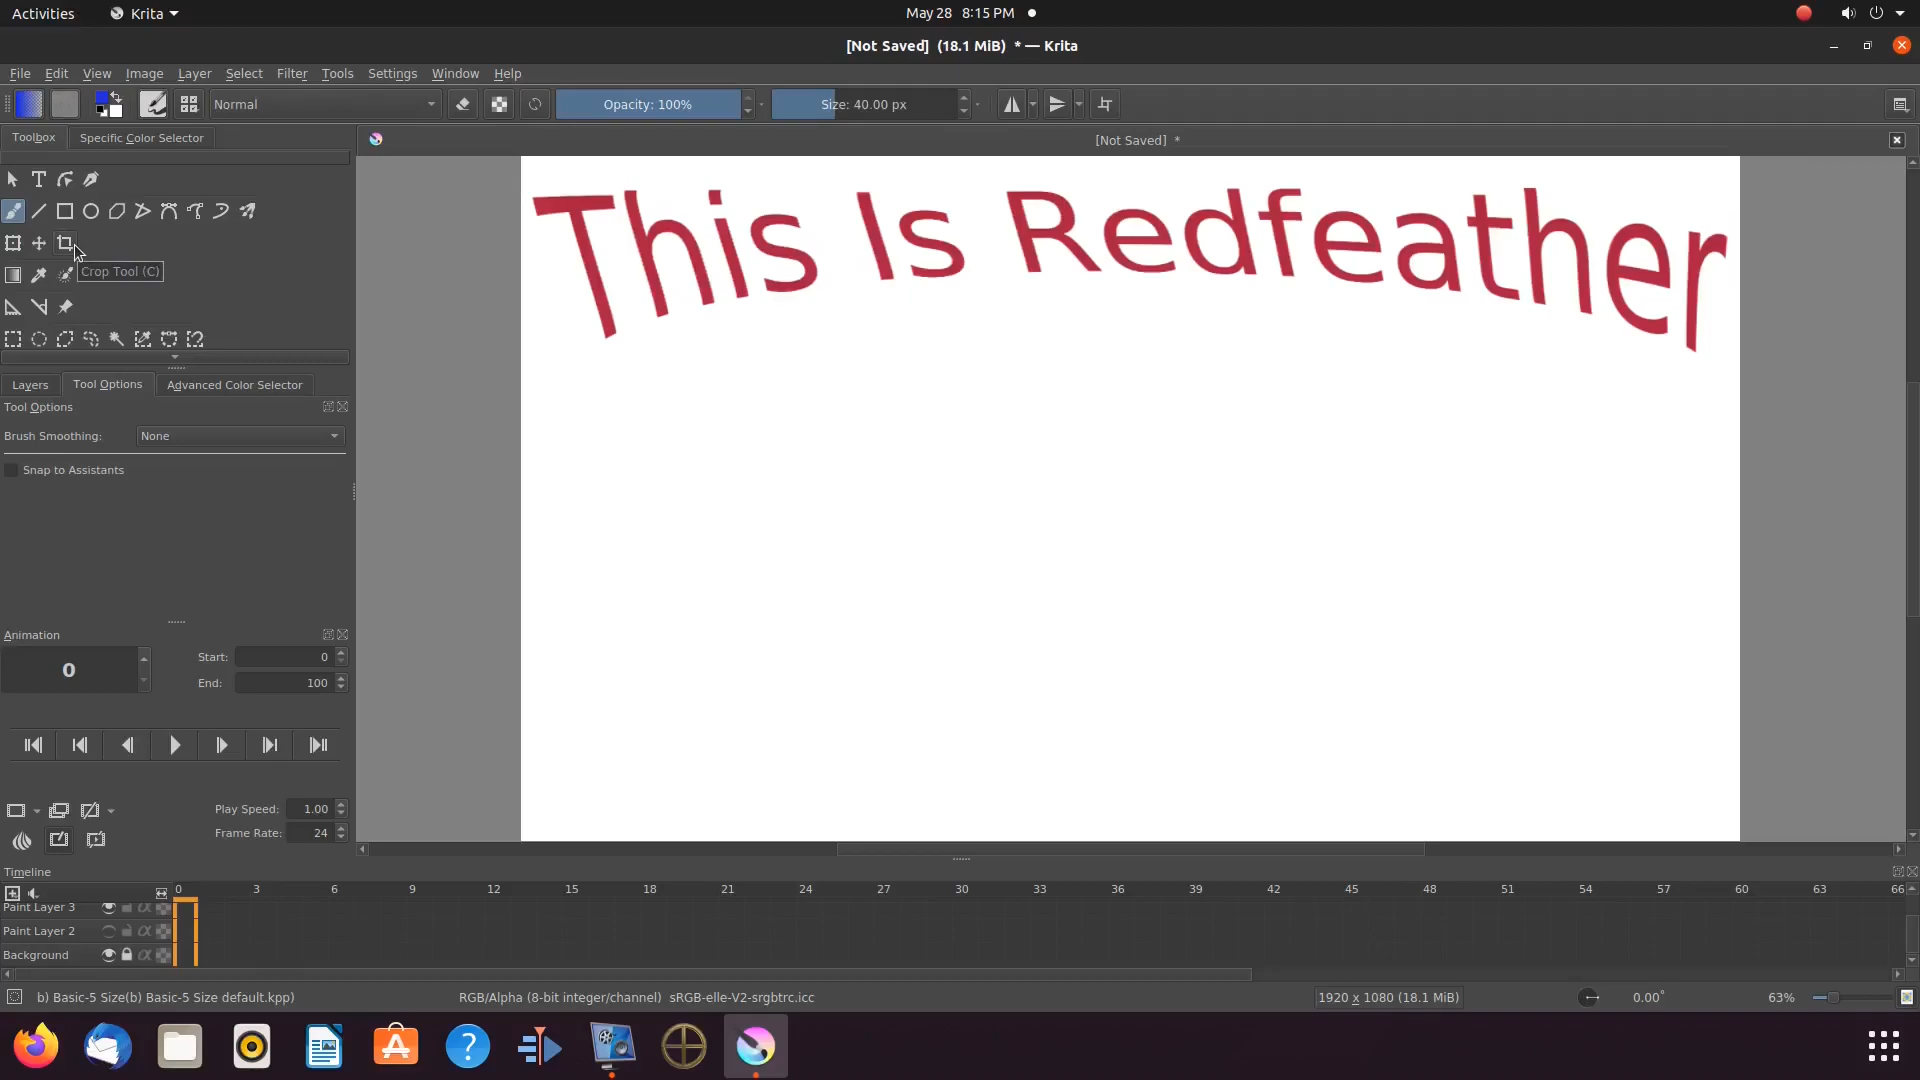 Activities Krita May 28 8:15 PM
[Not Saved] (18.1 MiB) * — Krita
File Edit View Image Layer Select Filter Tools Settings Window Help
Normal Opacity: 100% Size: 40.00 px
Toolbox Specific Color Selector [Not Saved] *
This Is Redfeather
Crop Tool (C)
Layers Tool Options Advanced Color Selector
Tool Options
Brush Smoothing: None
Snap to Assistants
Animation
0 Start: 0
End: 100
Play Speed: 1.00
Frame Rate: 24
Timeline
0 3 6 9 12 15 18 21 24 27 30 33 36 39 42 45 48 51 54 57 60 63 66
Paint Layer 3
Paint Layer 2
Background
b) Basic-5 Size(b) Basic-5 Size default.kpp) RGB/Alpha (8-bit integer/channel) sRGB-elle-V2-srgbtrc.icc 1920 x 1080 (18.1 MiB) 0.00° 63%